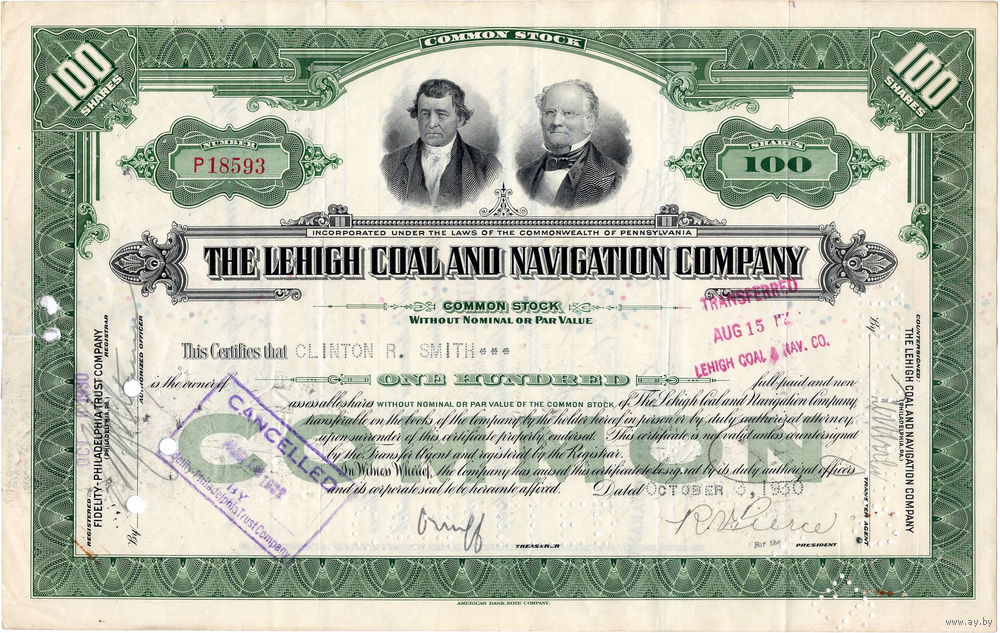 COMMON STOCK
100 SHARES
100 SHARES
NUMBER
P18593
SHARES
100
INCORPORATED UNDER THE LAWS OF THE COMMONWEALTH OF PENNSYLVANIA
THE LEHIGH COAL AND NAVIGATION COMPANY
COMMON STOCK
WITHOUT NOMINAL OR PAR VALUE
TRANSFERRED
AUG 15
LEHIGH COAL & NAV. CO.
This Certifies that CLINTON R. SMITH***
is the owner of ONE HUNDRED full-paid and non-
assessable shares WITHOUT NOMINAL OR PAR VALUE OF THE COMMON STOCK, of The Lehigh Coal and Navigation Company,
transferable on the books of the Company by the holder hereof in person or by duly authorized attorney,
upon surrender of this certificate properly endorsed. This certificate is not valid unless countersigned
by the Transfer Agent and registered by the Registrar.
In Witness Whereof, the Company has caused this certificate to be signed by its duly authorized officers
and its corporate seal to be hereunto affixed. Dated OCTOBER 3, 1930
COMMON
CANCELLED
BY
Fidelity-Philadelphia Trust Company
REGISTERED
FIDELITY-PHILADELPHIA TRUST COMPANY
(PHILADELPHIA, PA.)
REGISTRAR
By
AUTHORIZED OFFICER
COUNTERSIGNED:
THE LEHIGH COAL AND NAVIGATION COMPANY
(PHILADELPHIA, PA.)
TRANSFER AGENT
By
TREASURER
R.V. Pierce
PRESIDENT
AMERICAN BANK NOTE COMPANY.
www.ay.by